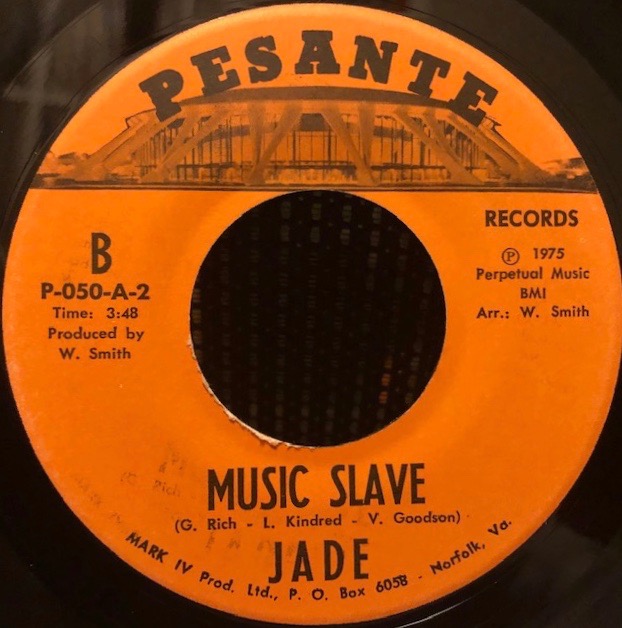 PESANTE
RECORDS
B
P-050-A-2
Time: 3:48
Produced by
W. Smith
℗ 1975
Perpetual Music
BMI
Arr.: W. Smith
MUSIC SLAVE
(G. Rich - L. Kindred - V. Goodson)
JADE
MARK IV Prod. Ltd., P. O. Box 6058 - Norfolk, Va.